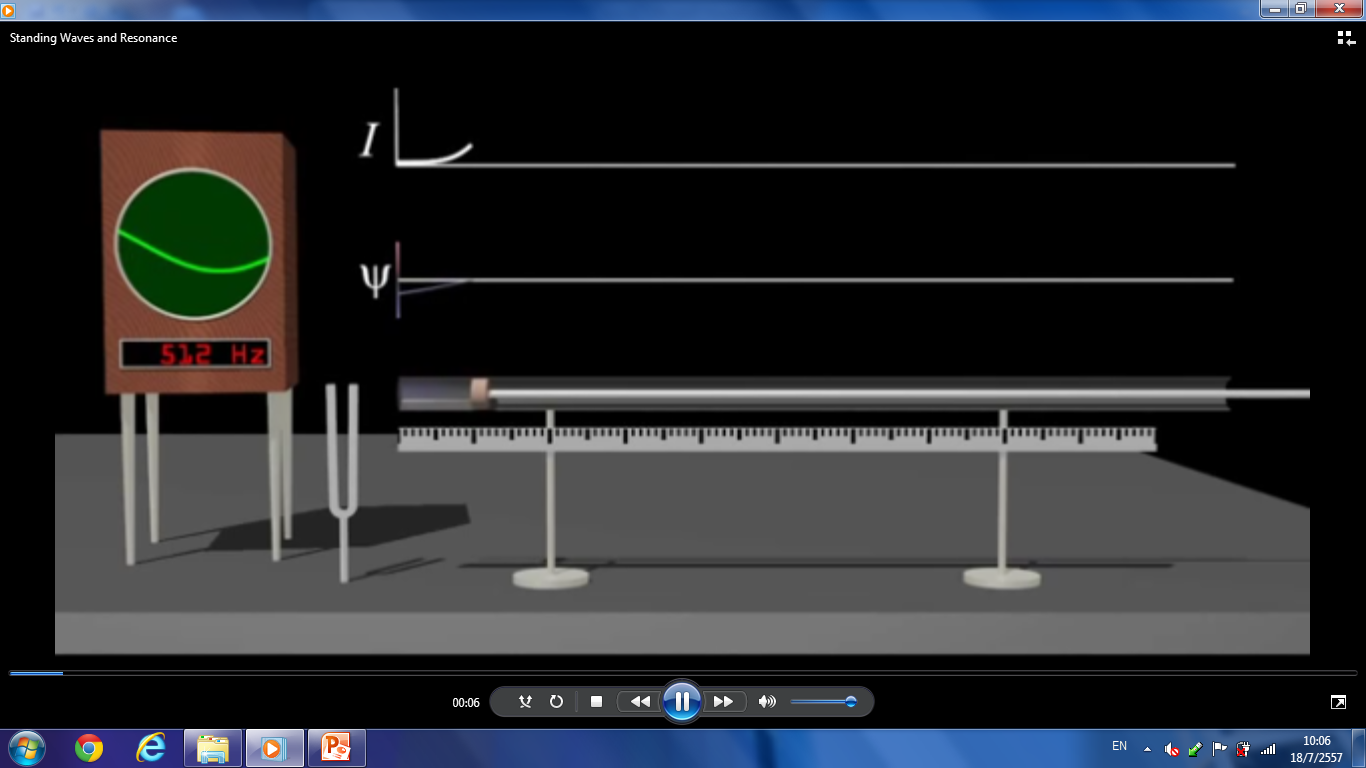 Standing Waves and Resonance
I
Ψ
512 Hz
00:06
EN
10:06
18/7/2557